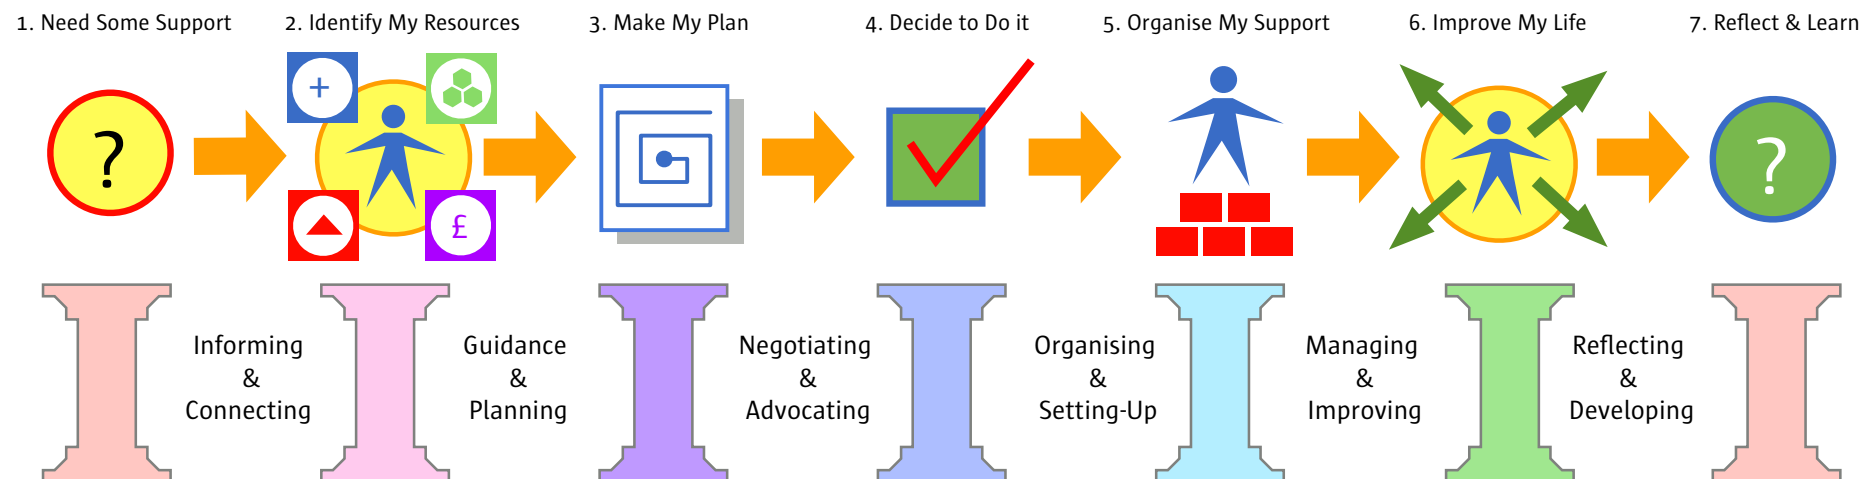 1. Need Some Support
2. Identify My Resources
3. Make My Plan
4. Decide to Do it
5. Organise My Support
6. Improve My Life
7. Reflect & Learn
?
+
£
?
Informing
&
Connecting
Guidance
&
Planning
Negotiating
&
Advocating
Organising
&
Setting-Up
Managing
&
Improving
Reflecting
&
Developing